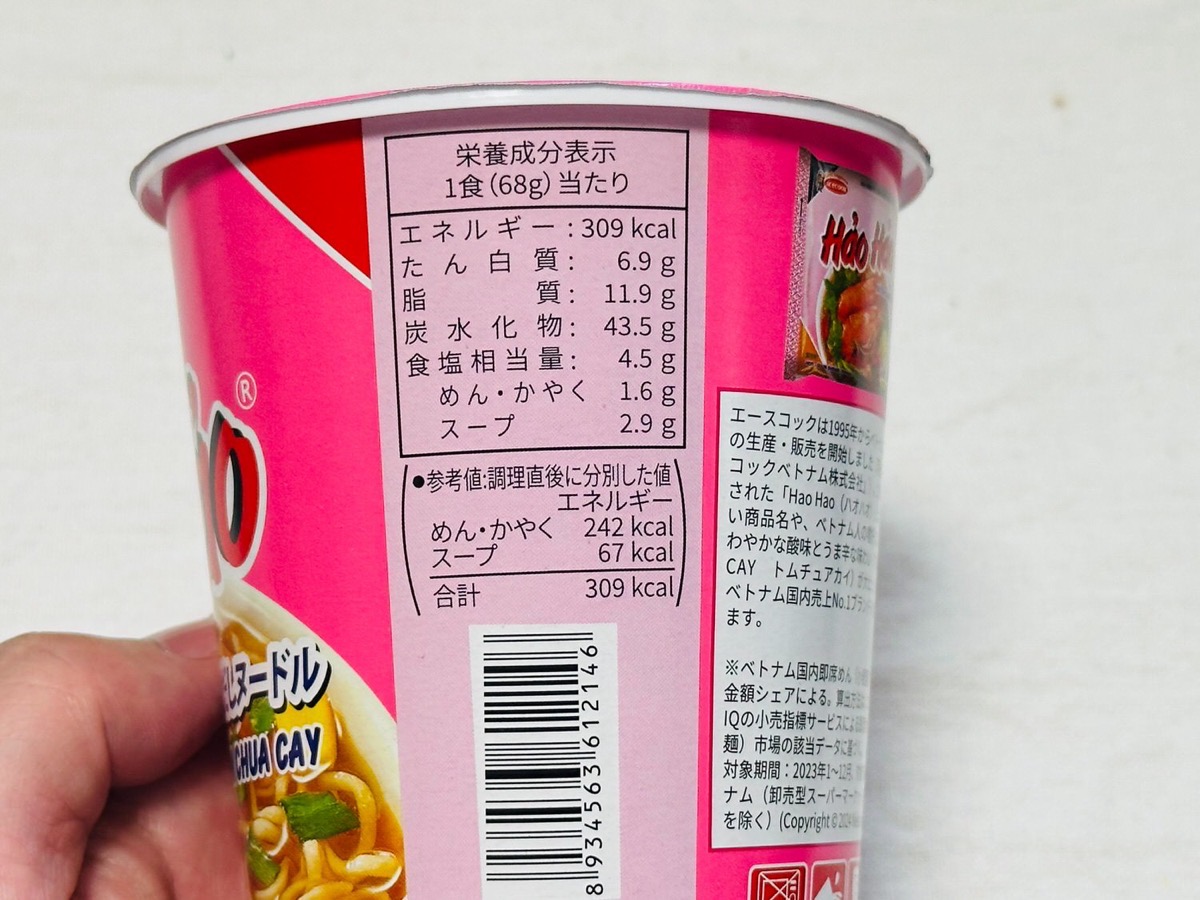 栄養成分表示
1食(68g)当たり
エネルギー:309 kcal
たん白質: 6.9 g
脂質: 11.9 g
炭水化物: 43.5 g
食塩相当量: 4.5 g
めん・かやく 1.6 g
スープ 2.9 g
●参考値:調理直後に分別した値
エネルギー
めん・かやく 242 kcal
スープ 67 kcal
合計 309 kcal
8934563612146
®
ヌードル
CHUA CAY
Hảo
エースコックは1995年から
の生産・販売を開始しました
コックベトナム株式会社
された「Hao Hao(ハオハオ
い商品名や、ベトナム人の
わやかな酸味とうま辛な
CAY トムチュアカイ)
ベトナム国内売上No.1ブラン
ます。
※ベトナム国内即席めん
金額シェアによる。算出
IQの小売指標サービスによ
麺)市場の該当データに基づ
対象期間:2023年1~12月
ナム(卸売型スーパーマー
を除く)(Copyright ©